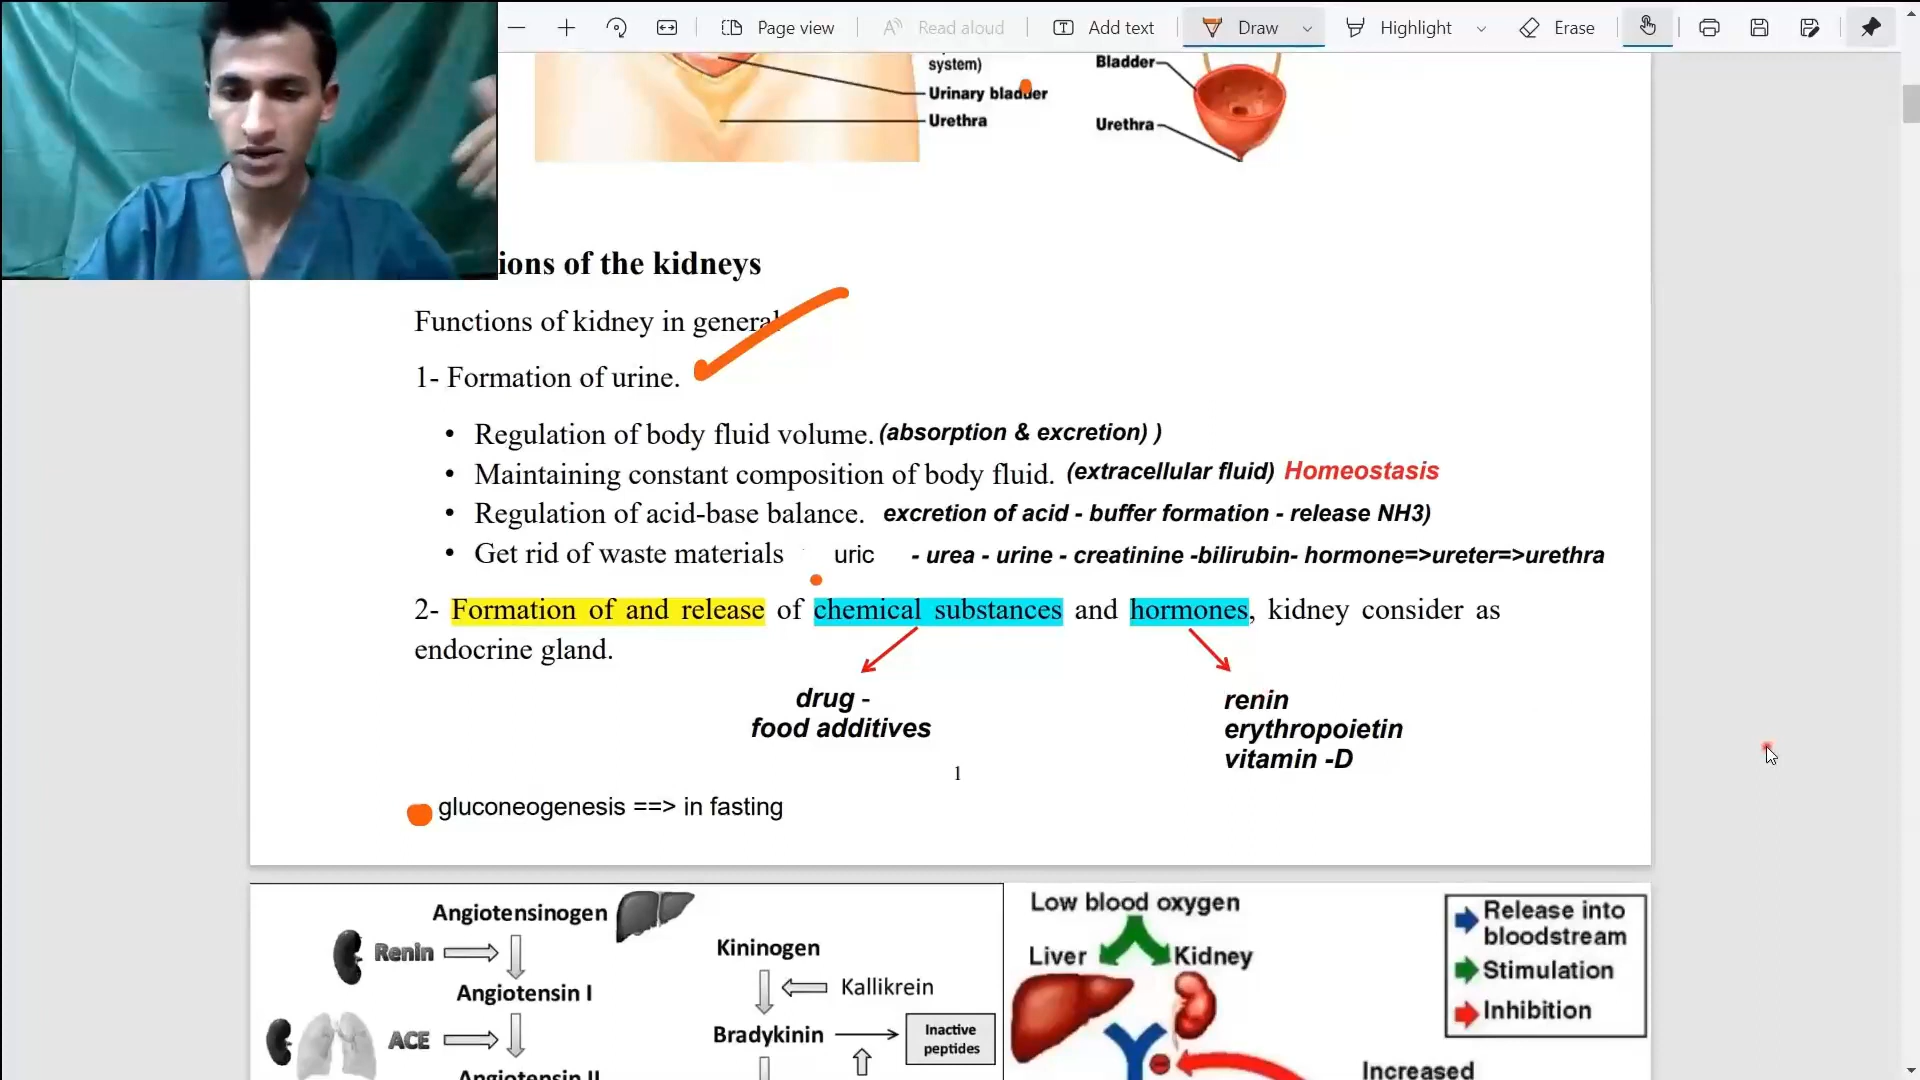 Page view
Read aloud
Add text
Draw
Highlight
Erase
system)
Urinary bladder
Urethra
Bladder
Urethra
ions of the kidneys
Functions of kidney in general
1- Formation of urine.
• Regulation of body fluid volume. (absorption & excretion) )
• Maintaining constant composition of body fluid. (extracellular fluid) Homeostasis
• Regulation of acid-base balance. excretion of acid - buffer formation - release NH3)
• Get rid of waste materials uric - urea - urine - creatinine -bilirubin- hormone=>ureter=>urethra
2- Formation of and release of chemical substances and hormones, kidney consider as
endocrine gland.
drug -
food additives
renin
erythropoietin
vitamin -D
1
gluconeogenesis ==> in fasting
Angiotensinogen
Renin
Angiotensin I
ACE
Angiotensin II
Kininogen
Kallikrein
Bradykinin
Inactive
peptides
Low blood oxygen
Liver
Kidney
Increased
Release into
bloodstream
Stimulation
Inhibition